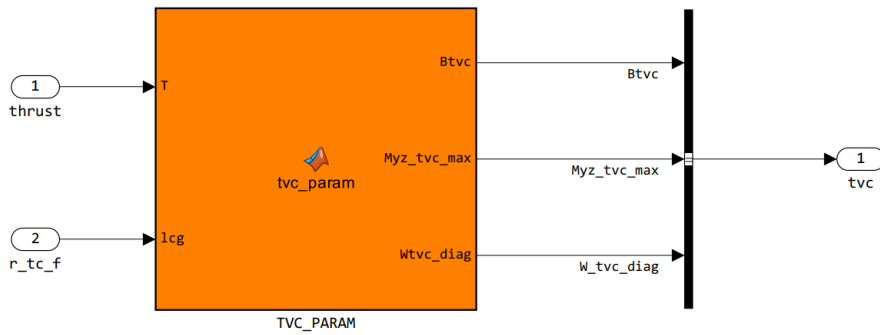 1
thrust
2
r_tc_f
T
lcg
tvc_param
Btvc
Myz_tvc_max
Wtvc_diag
TVC_PARAM
Btvc
Myz_tvc_max
W_tvc_diag
1
tvc